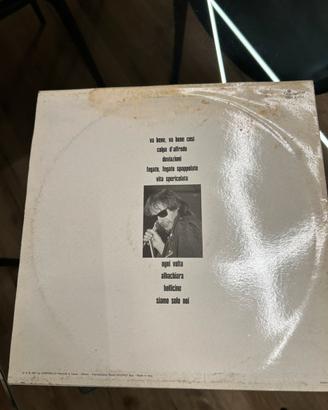 va bene, va bene così
colpa d'alfredo
deviazioni
fegato, fegato spappolato
vita spericolata
ogni volta
albachiara
bollicine
siamo solo noi